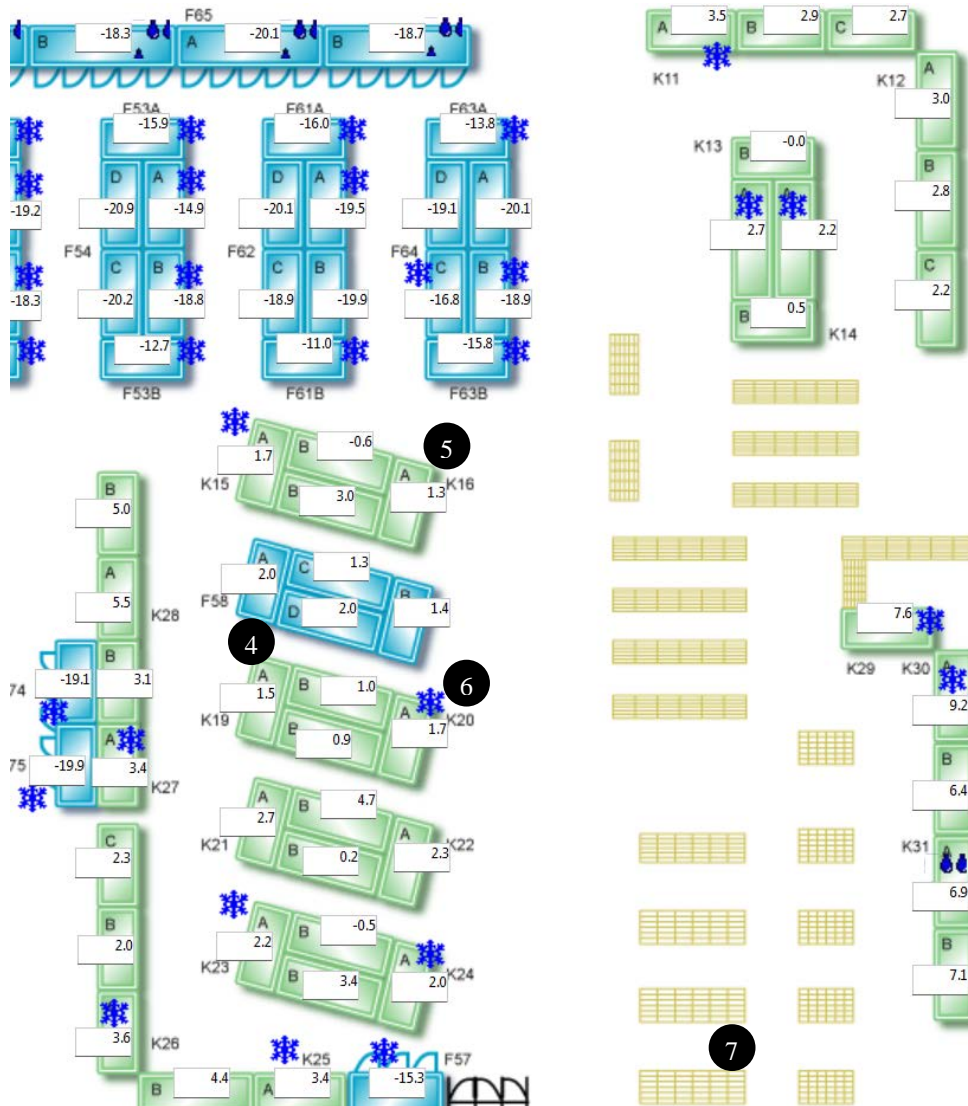 F65
B -18.3 A -20.1 B -18.7
A 3.5 B 2.9 C 2.7
K11
K12
A
3.0
F53A F61A F63A
-15.9 -16.0 -13.8
K13
B -0.0
D A D A D A
B
2.8
-19.2 -20.9 -14.9 -20.1 -19.5 -19.1 -20.1
A A
2.7 2.2
F54 F62 F64
C B C B C B
C
2.2
-18.3 -20.2 -18.8 -18.9 -19.9 -16.8 -18.9
B 0.5
K14
-12.7 -11.0 -15.8
F53B F61B F63B
A B -0.6 5
1.7 A
K15 B 3.0 1.3 K16
B
5.0
A C 1.3
F58 2.0 D 2.0 B 1.4
A
5.5
K28
7.6
K29 K30
4
6
B
74 -19.1 3.1
A B 1.0
K19 1.5 B 0.9 A 1.7 K20
A
9.2
A
75 -19.9 3.4
K27
B
6.4
A B 4.7
K21 2.7 B 0.2 A 2.3 K22
C
2.3
K31 A
6.9
B
2.0
A B -0.5
K23 2.2 B 3.4 A 2.0 K24
B
7.1
3.6
K26
7
K25 F57
B 4.4 A 3.4 -15.3